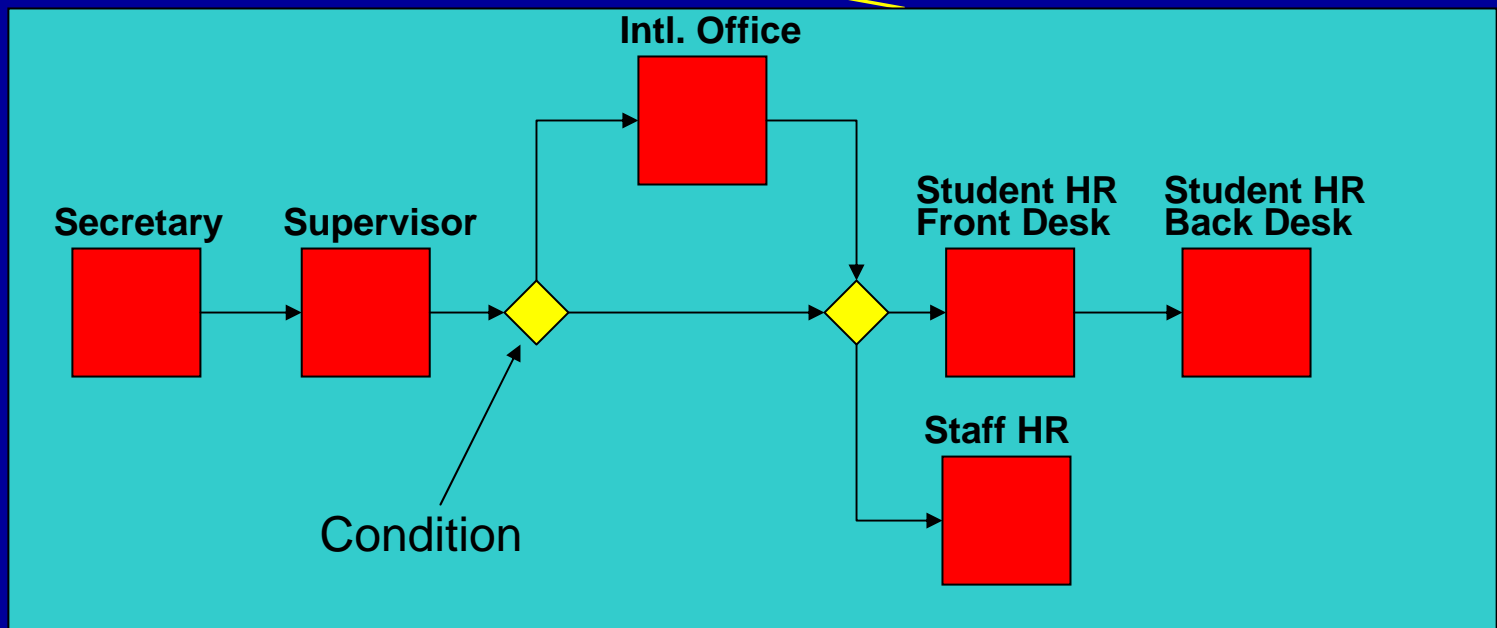 Intl. Office
Secretary
Supervisor
Student HR
Front Desk
Student HR
Back Desk
Staff HR
Condition